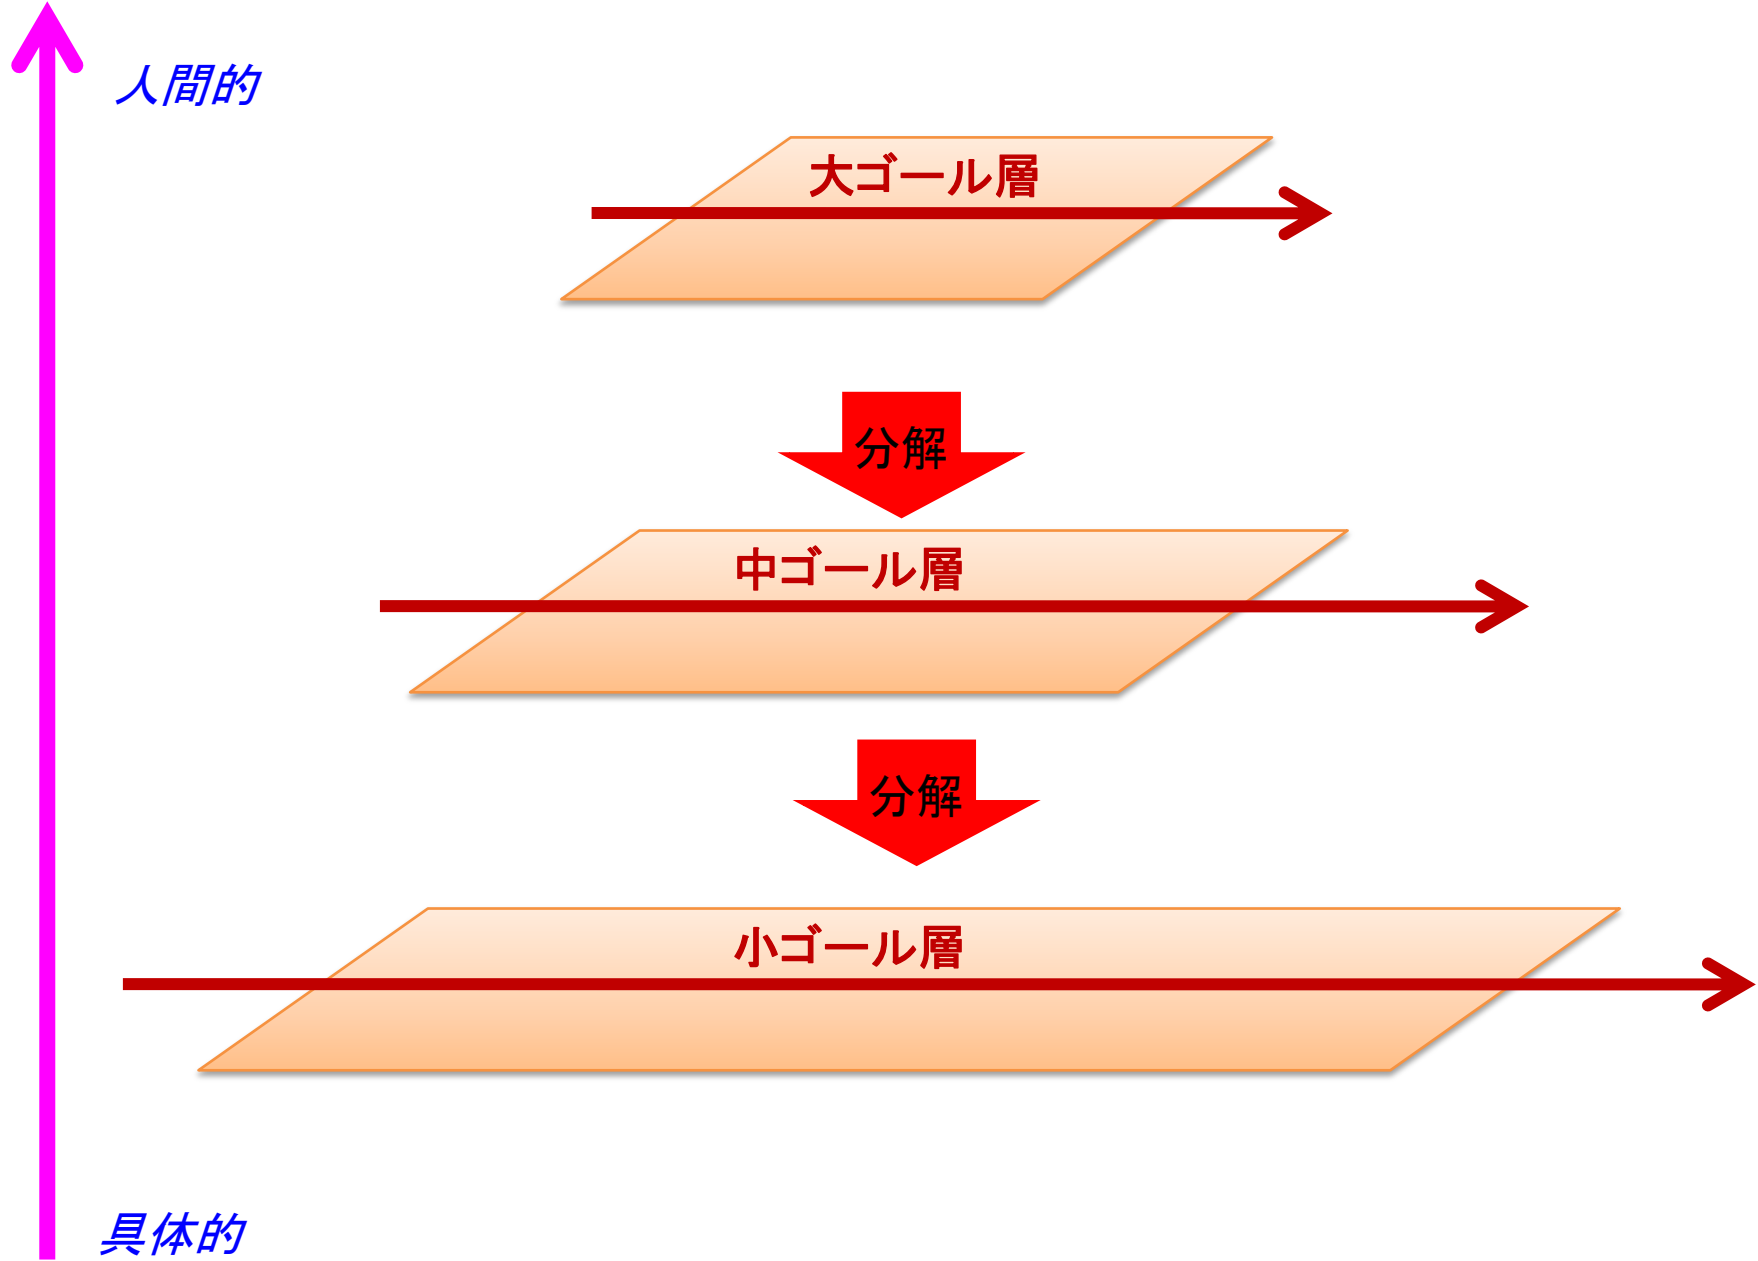 人間的
大ゴール層
分解
中ゴール層
分解
小ゴール層
具体的